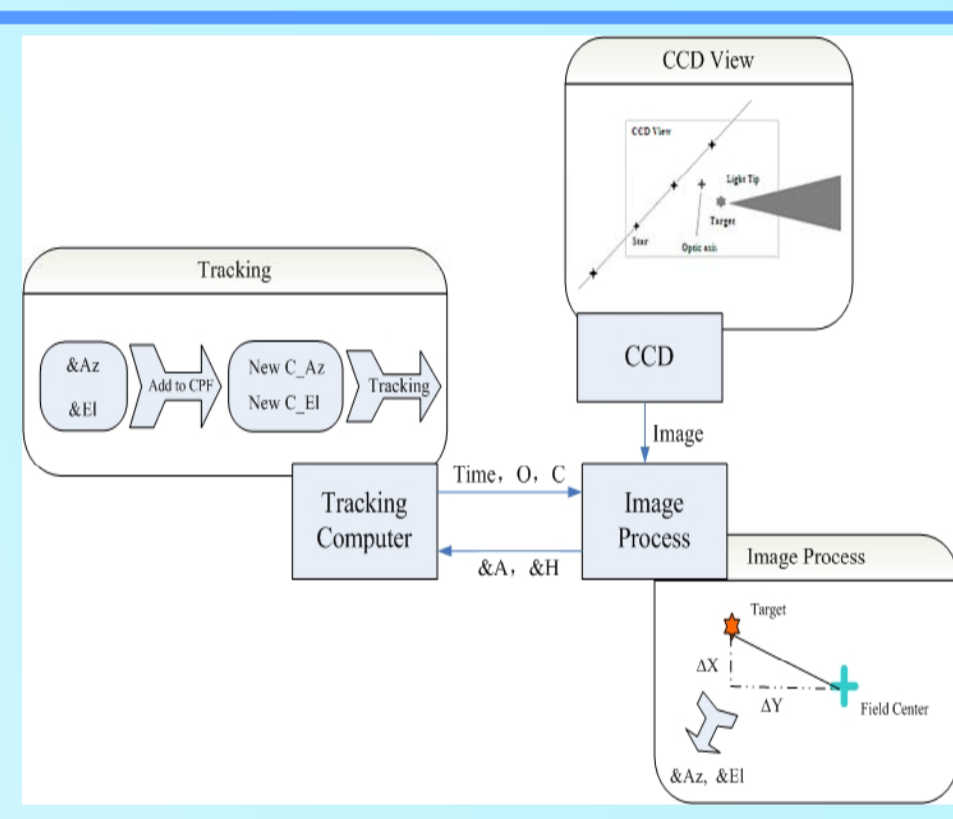 CCD View
CCD View
Light Tip
Target
Star
Optic axis
Tracking
&Az
&El
Add to CPF
New C_Az
New C_El
Tracking
CCD
Image
Time, O, C
Tracking
Computer
Image
Process
&A, &H
Image Process
Target
ΔX
ΔY
Field Center
&Az, &El